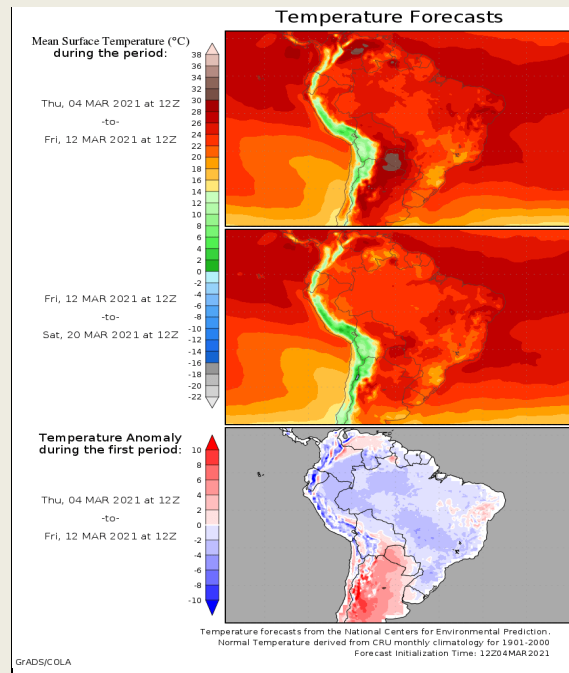 Temperature Forecasts
Mean Surface Temperature (°C)
during the period:
Thu, 04 MAR 2021 at 12Z
-to-
Fri, 12 MAR 2021 at 12Z
38
36
34
32
30
28
26
24
22
20
18
16
14
12
10
8
6
4
2
0
-2
-4
-6
-8
-10
-12
-14
-16
-18
-20
-22
Fri, 12 MAR 2021 at 12Z
-to-
Sat, 20 MAR 2021 at 12Z
Temperature Anomaly
during the first period:
Thu, 04 MAR 2021 at 12Z
-to-
Fri, 12 MAR 2021 at 12Z
10
8
6
4
2
0
-2
-4
-6
-8
-10
Temperature forecasts from the National Centers for Environmental Prediction.
Normal Temperature derived from CRU monthly climatology for 1901-2000
Forecast Initialization Time: 12Z04MAR2021
GrADS/COLA